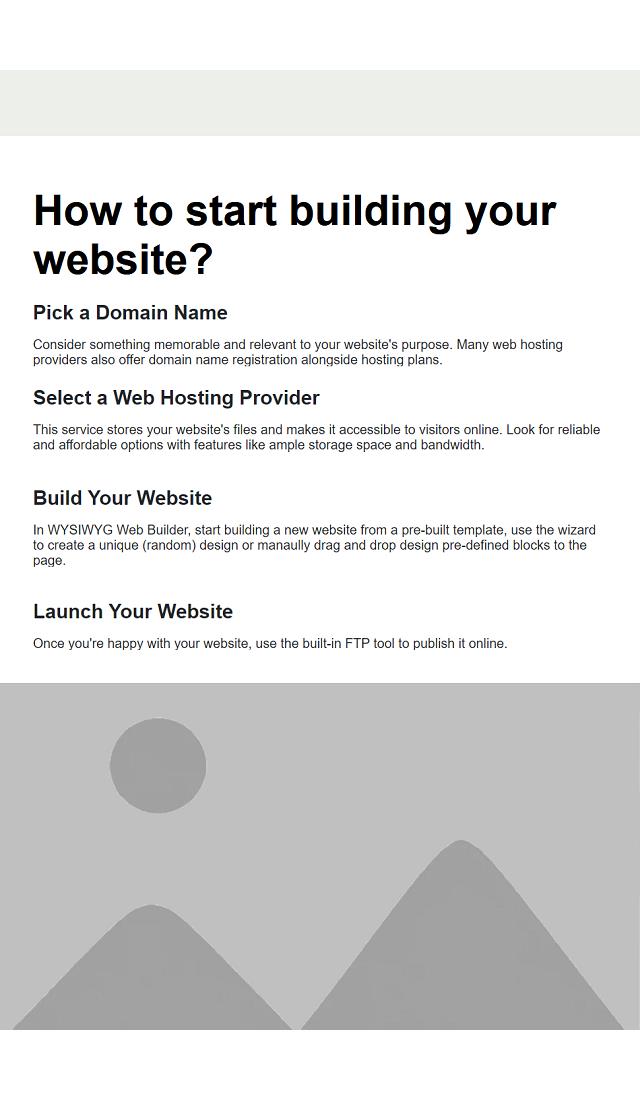 How to start building your
website?
Pick a Domain Name
Consider something memorable and relevant to your website's purpose. Many web hosting
providers also offer domain name registration alongside hosting plans.
Select a Web Hosting Provider
This service stores your website's files and makes it accessible to visitors online. Look for reliable
and affordable options with features like ample storage space and bandwidth.
Build Your Website
In WYSIWYG Web Builder, start building a new website from a pre-built template, use the wizard
to create a unique (random) design or manaully drag and drop design pre-defined blocks to the
page.
Launch Your Website
Once you're happy with your website, use the built-in FTP tool to publish it online.